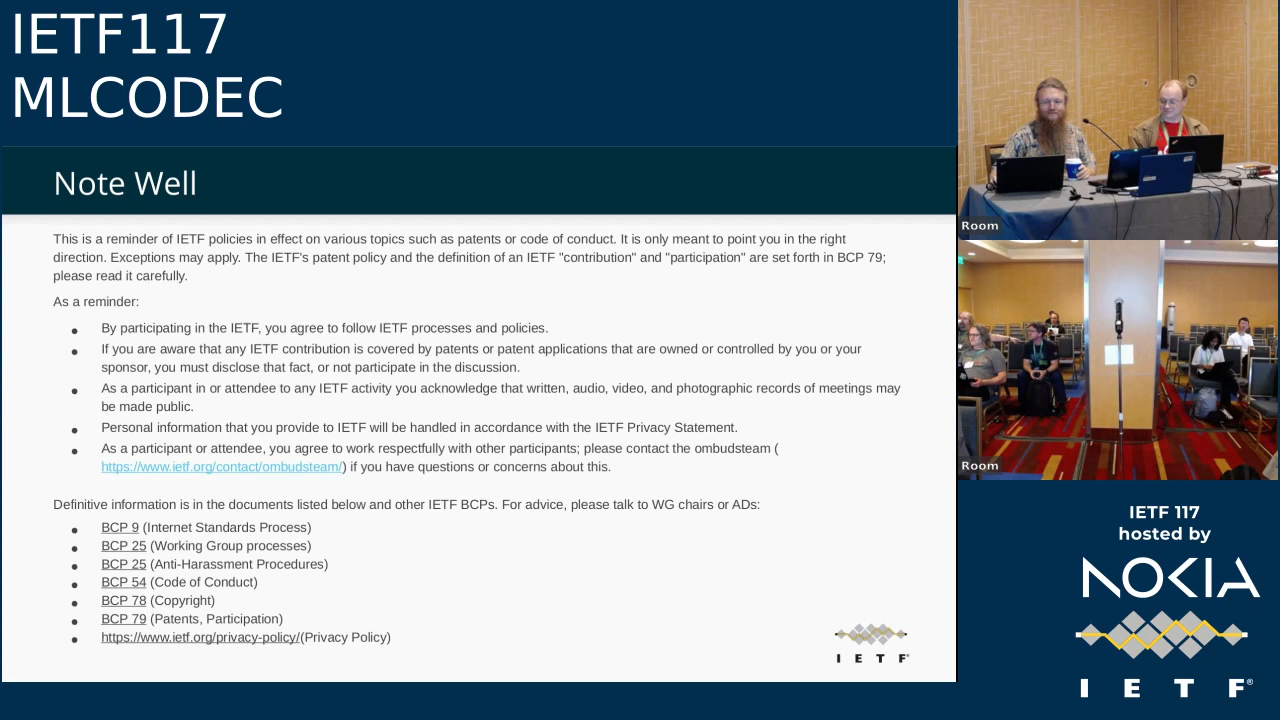 IETF117
MLCODEC
Note Well
This is a reminder of IETF policies in effect on various topics such as patents or code of conduct. It is only meant to point you in the right
direction. Exceptions may apply. The IETF's patent policy and the definition of an IETF "contribution" and "participation" are set forth in BCP 79;
please read it carefully.
As a reminder:
● By participating in the IETF, you agree to follow IETF processes and policies.
● If you are aware that any IETF contribution is covered by patents or patent applications that are owned or controlled by you or your
sponsor, you must disclose that fact, or not participate in the discussion.
● As a participant in or attendee to any IETF activity you acknowledge that written, audio, video, and photographic records of meetings may
be made public.
● Personal information that you provide to IETF will be handled in accordance with the IETF Privacy Statement.
● As a participant or attendee, you agree to work respectfully with other participants; please contact the ombudsteam (
https://www.ietf.org/contact/ombudsteam/) if you have questions or concerns about this.
Definitive information is in the documents listed below and other IETF BCPs. For advice, please talk to WG chairs or ADs:
● BCP 9 (Internet Standards Process)
● BCP 25 (Working Group processes)
● BCP 25 (Anti-Harassment Procedures)
● BCP 54 (Code of Conduct)
● BCP 78 (Copyright)
● BCP 79 (Patents, Participation)
● https://www.ietf.org/privacy-policy/(Privacy Policy)
I E T F®
Room
Room
IETF 117
hosted by
NOKIA
I E T F®